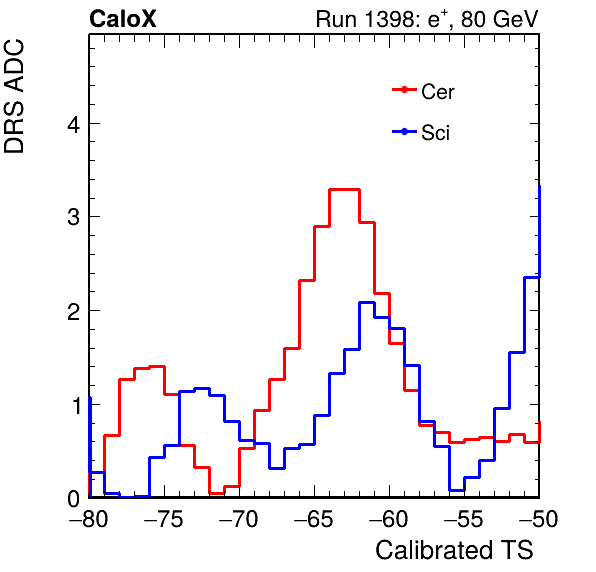 CaloX Run 1398: e⁺, 80 GeV
DRS ADC
Cer
Sci
4
3
2
1
0
−80 −75 −70 −65 −60 −55 −50
Calibrated TS